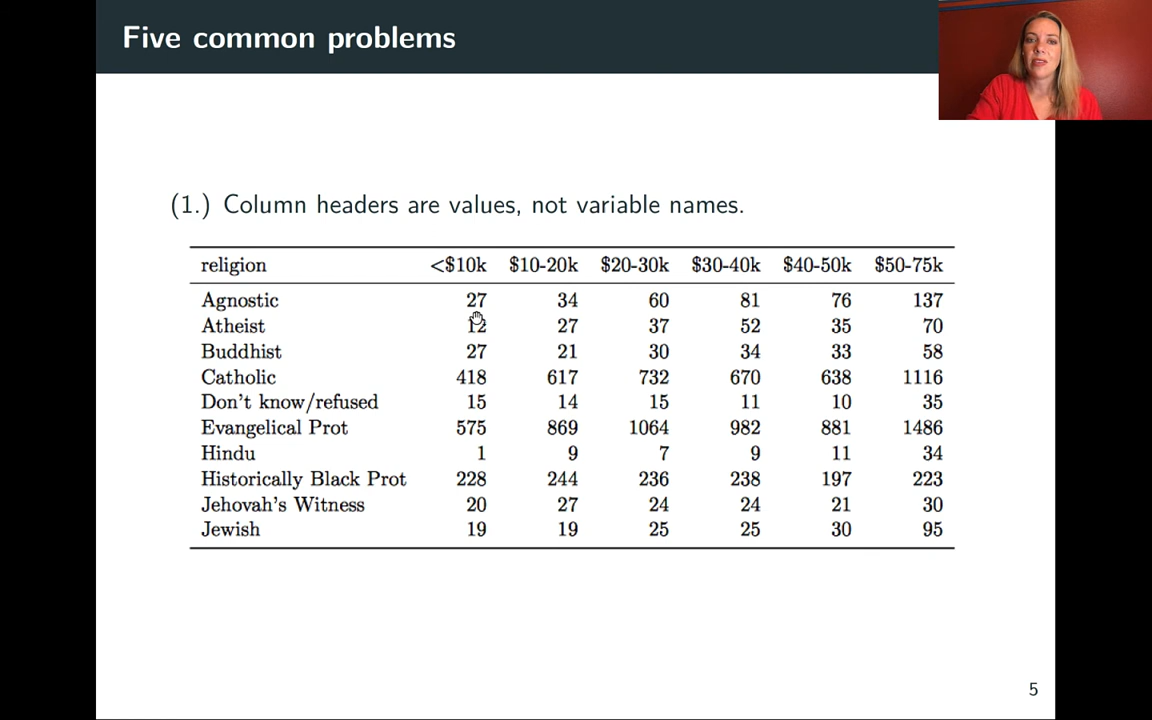 Five common problems
(1.) Column headers are values, not variable names.
religion <$10k $10-20k $20-30k $30-40k $40-50k $50-75k
Agnostic 27 34 60 81 76 137
Atheist 12 27 37 52 35 70
Buddhist 27 21 30 34 33 58
Catholic 418 617 732 670 638 1116
Don't know/refused 15 14 15 11 10 35
Evangelical Prot 575 869 1064 982 881 1486
Hindu 1 9 7 9 11 34
Historically Black Prot 228 244 236 238 197 223
Jehovah's Witness 20 27 24 24 21 30
Jewish 19 19 25 25 30 95
5